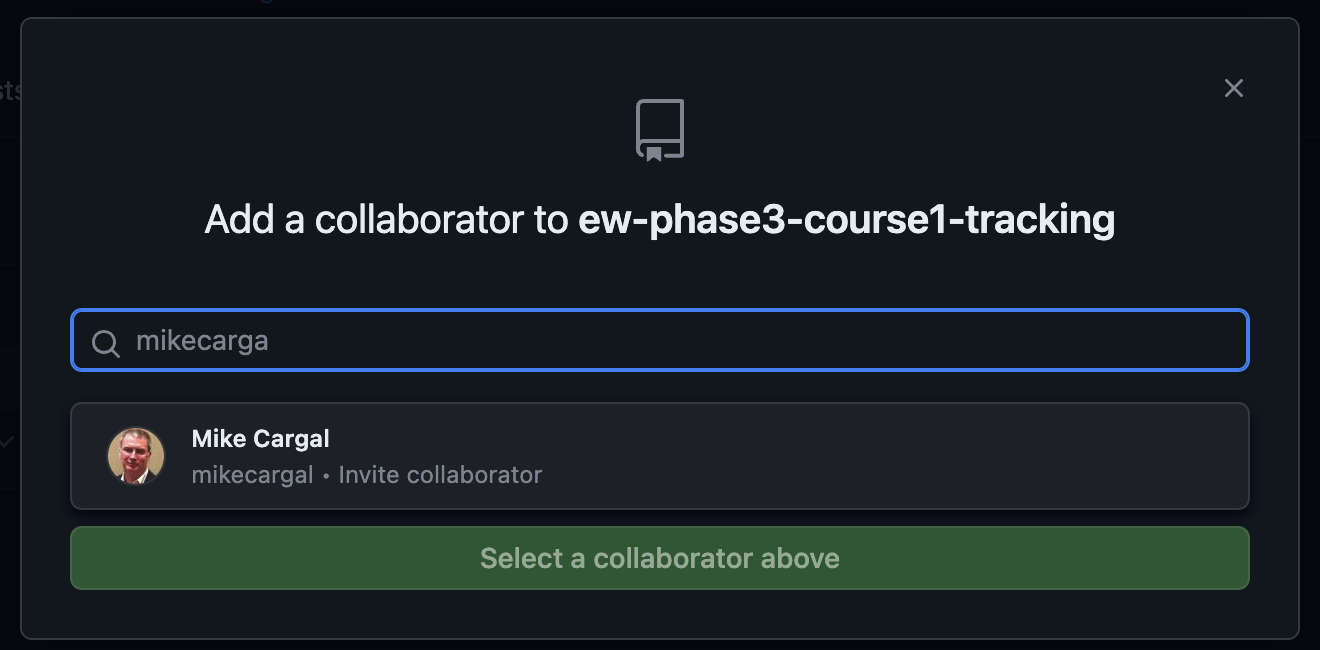 Add a collaborator to ew-phase3-course1-tracking
mikecarga
Mike Cargal
mikecargal • Invite collaborator
Select a collaborator above